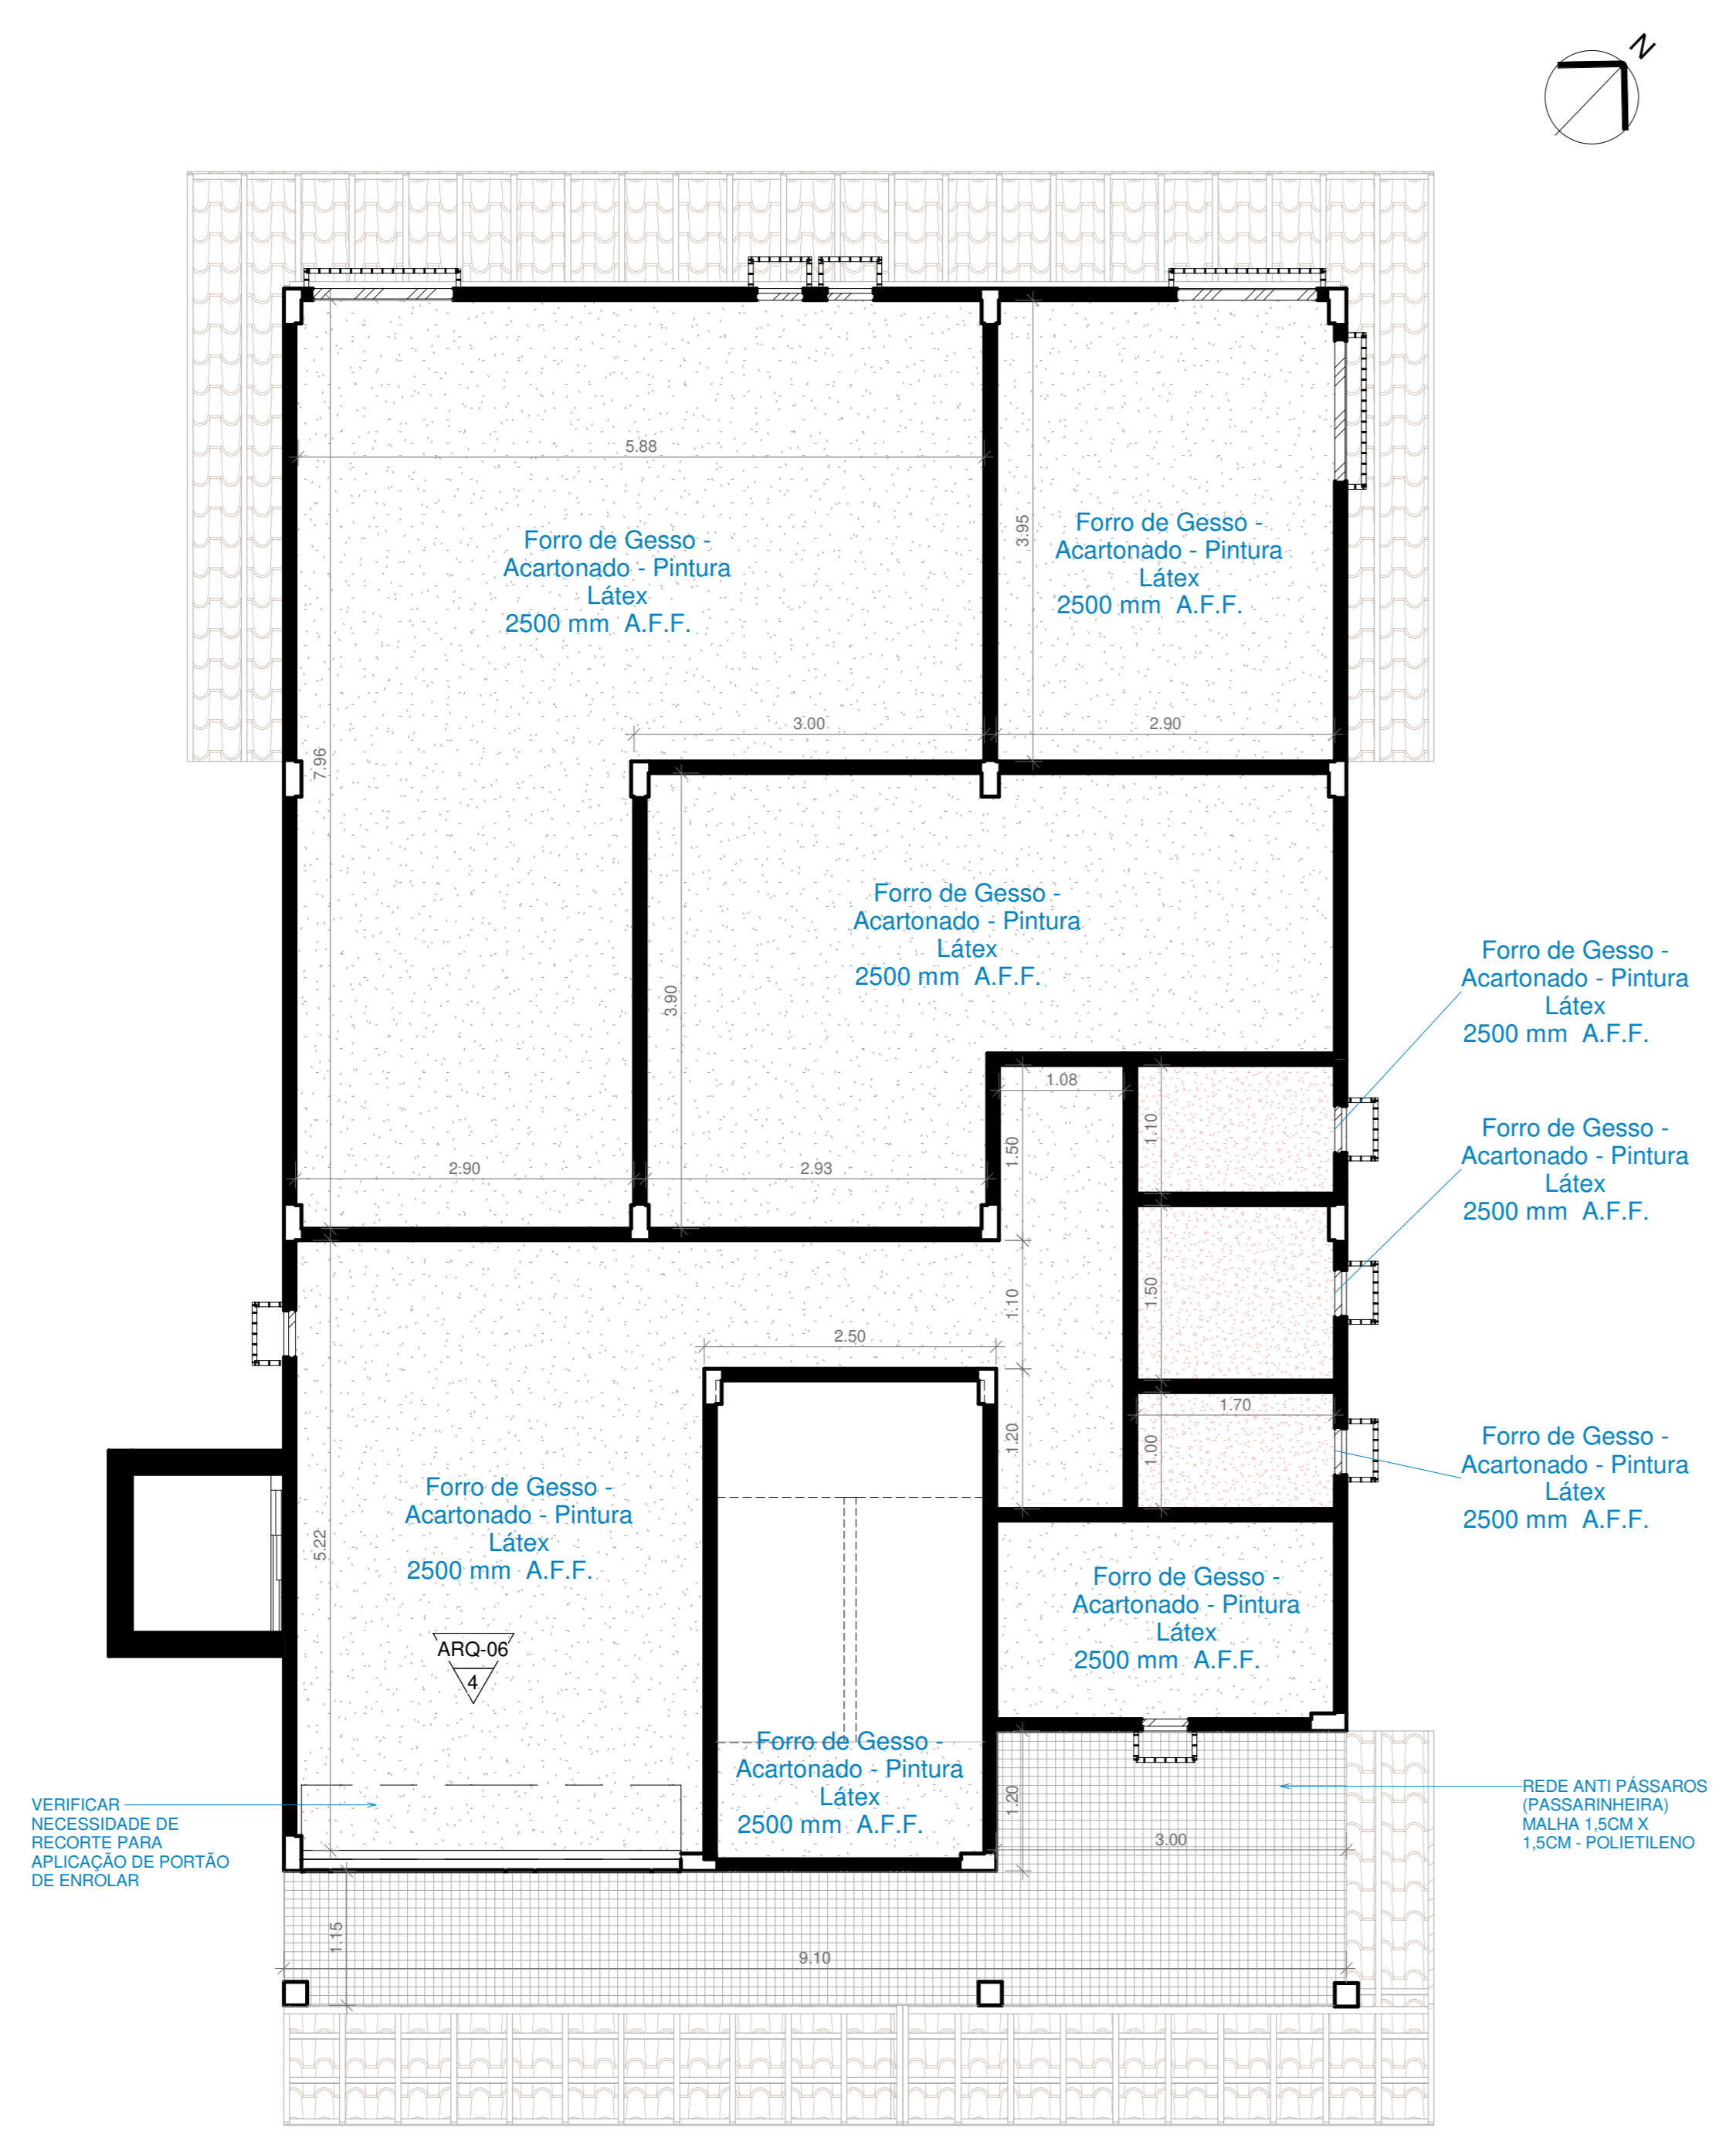 N
5.88
Forro de Gesso -
Acartonado - Pintura
Látex
2500 mm  A.F.F.
3.95
Forro de Gesso -
Acartonado - Pintura
Látex
2500 mm  A.F.F.
3.00
2.90
7.96
Forro de Gesso -
Acartonado - Pintura
Látex
2500 mm  A.F.F.
3.90
Forro de Gesso -
Acartonado - Pintura
Látex
2500 mm  A.F.F.
1.08
1.10
1.50
2.90
2.93
Forro de Gesso -
Acartonado - Pintura
Látex
2500 mm  A.F.F.
1.50
1.10
2.50
1.20
1.70
1.00
Forro de Gesso -
Acartonado - Pintura
Látex
2500 mm  A.F.F.
Forro de Gesso -
Acartonado - Pintura
Látex
2500 mm  A.F.F.
5.22
Forro de Gesso -
Acartonado - Pintura
Látex
2500 mm  A.F.F.
ARQ-06
4
Forro de Gesso -
Acartonado - Pintura
Látex
2500 mm  A.F.F.
VERIFICAR
NECESSIDADE DE
RECORTE PARA
APLICAÇÃO DE PORTÃO
DE ENROLAR
1.20
3.00
REDE ANTI PÁSSAROS
(PASSARINHEIRA)
MALHA 1,5CM X
1,5CM - POLIETILENO
1.15
9.10